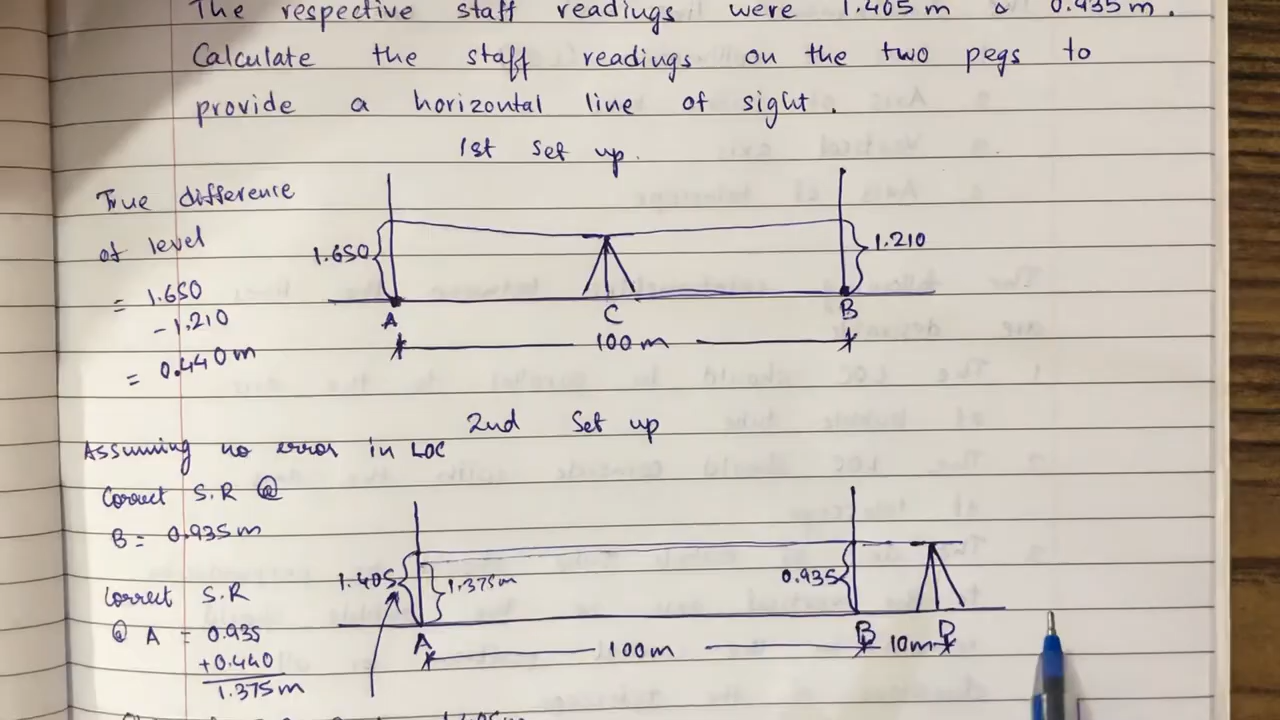 The respective staff readings were 1.405 m & 0.935 m.
Calculate the staff readings on the two pegs to
provide a horizontal line of sight.
1st Set up.
True difference
of level
= 1.650
- 1.210
= 0.440 m
1.650
1.210
A
C
B
100 m
2nd Set up
Assuming no error in LOC
Correct S.R @
B = 0.935 m
Correct S.R
@ A = 0.935
+0.440
1.375 m
1.405
1.375m
0.935
A
B
D
100m
10m